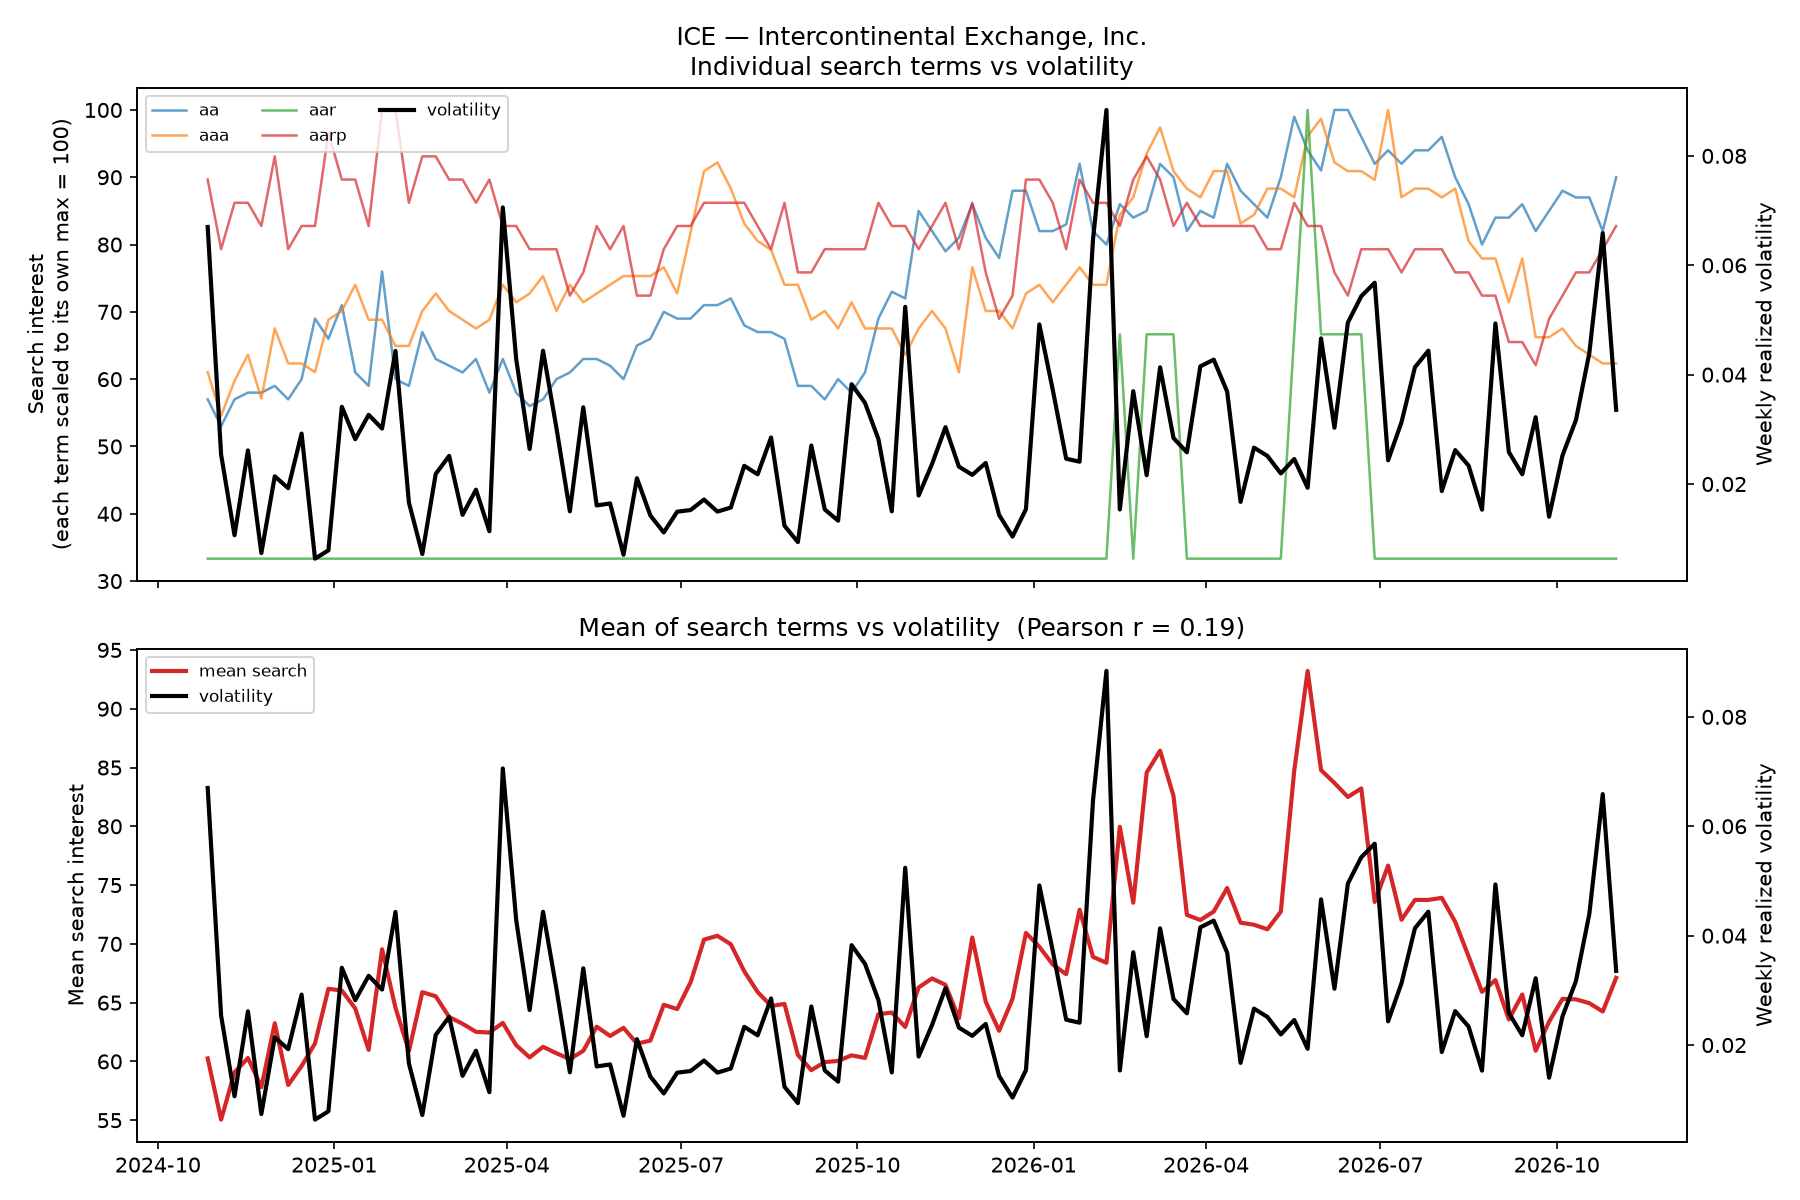 ICE — Intercontinental Exchange, Inc.
Individual search terms vs volatility
aa
aaa
aar
aarp
volatility
Search interest
(each term scaled to its own max = 100)
100
90
80
70
60
50
40
30
0.08
0.06
0.04
0.02
Weekly realized volatility
Mean of search terms vs volatility  (Pearson r = 0.19)
mean search
volatility
Mean search interest
95
90
85
80
75
70
65
60
55
0.08
0.06
0.04
0.02
Weekly realized volatility
2024-10 2025-01 2025-04 2025-07 2025-10 2026-01 2026-04 2026-07 2026-10